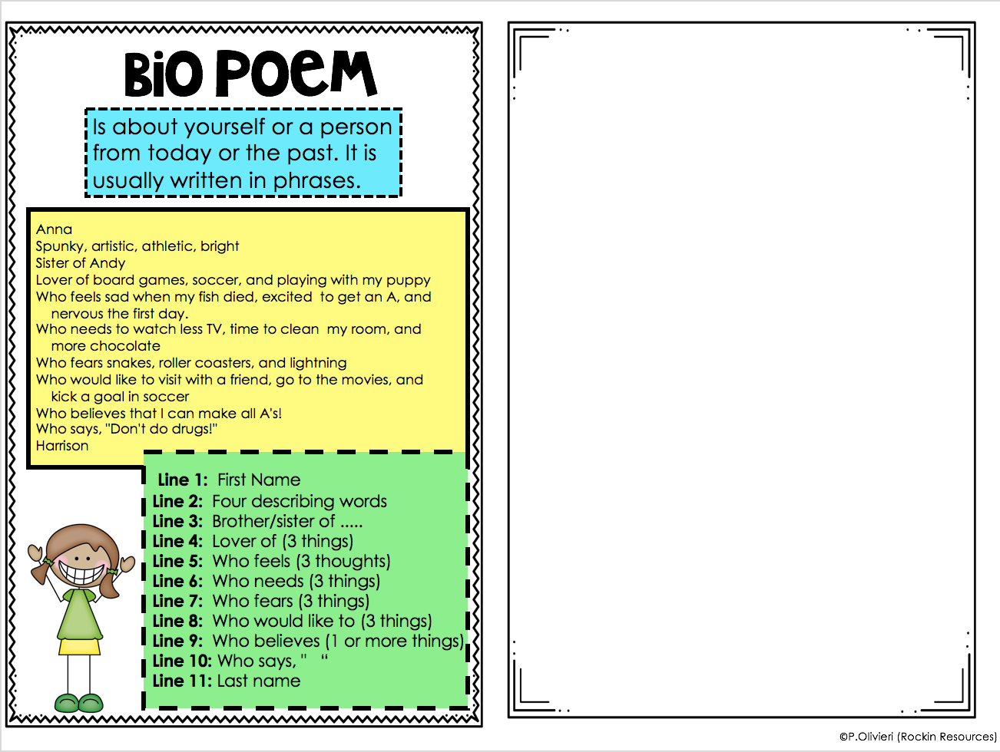 BiO POEM
Is about yourself or a person
from today or the past. It is
usually written in phrases.
Anna
Spunky, artistic, athletic, bright
Sister of Andy
Lover of board games, soccer, and playing with my puppy
Who feels sad when my fish died, excited  to get an A, and
nervous the first day.
Who needs to watch less TV, time to clean  my room, and
more chocolate
Who fears snakes, roller coasters, and lightning
Who would like to visit with a friend, go to the movies, and
kick a goal in soccer
Who believes that I can make all A's!
Who says, "Don't do drugs!"
Harrison
Line 1:  First Name
Line 2:  Four describing words
Line 3:  Brother/sister of .....
Line 4:  Lover of (3 things)
Line 5:  Who feels (3 thoughts)
Line 6:  Who needs (3 things)
Line 7:  Who fears (3 things)
Line 8:  Who would like to (3 things)
Line 9:  Who believes (1 or more things)
Line 10: Who says, "   “
Line 11: Last name
©P.Olivieri (Rockin Resources)